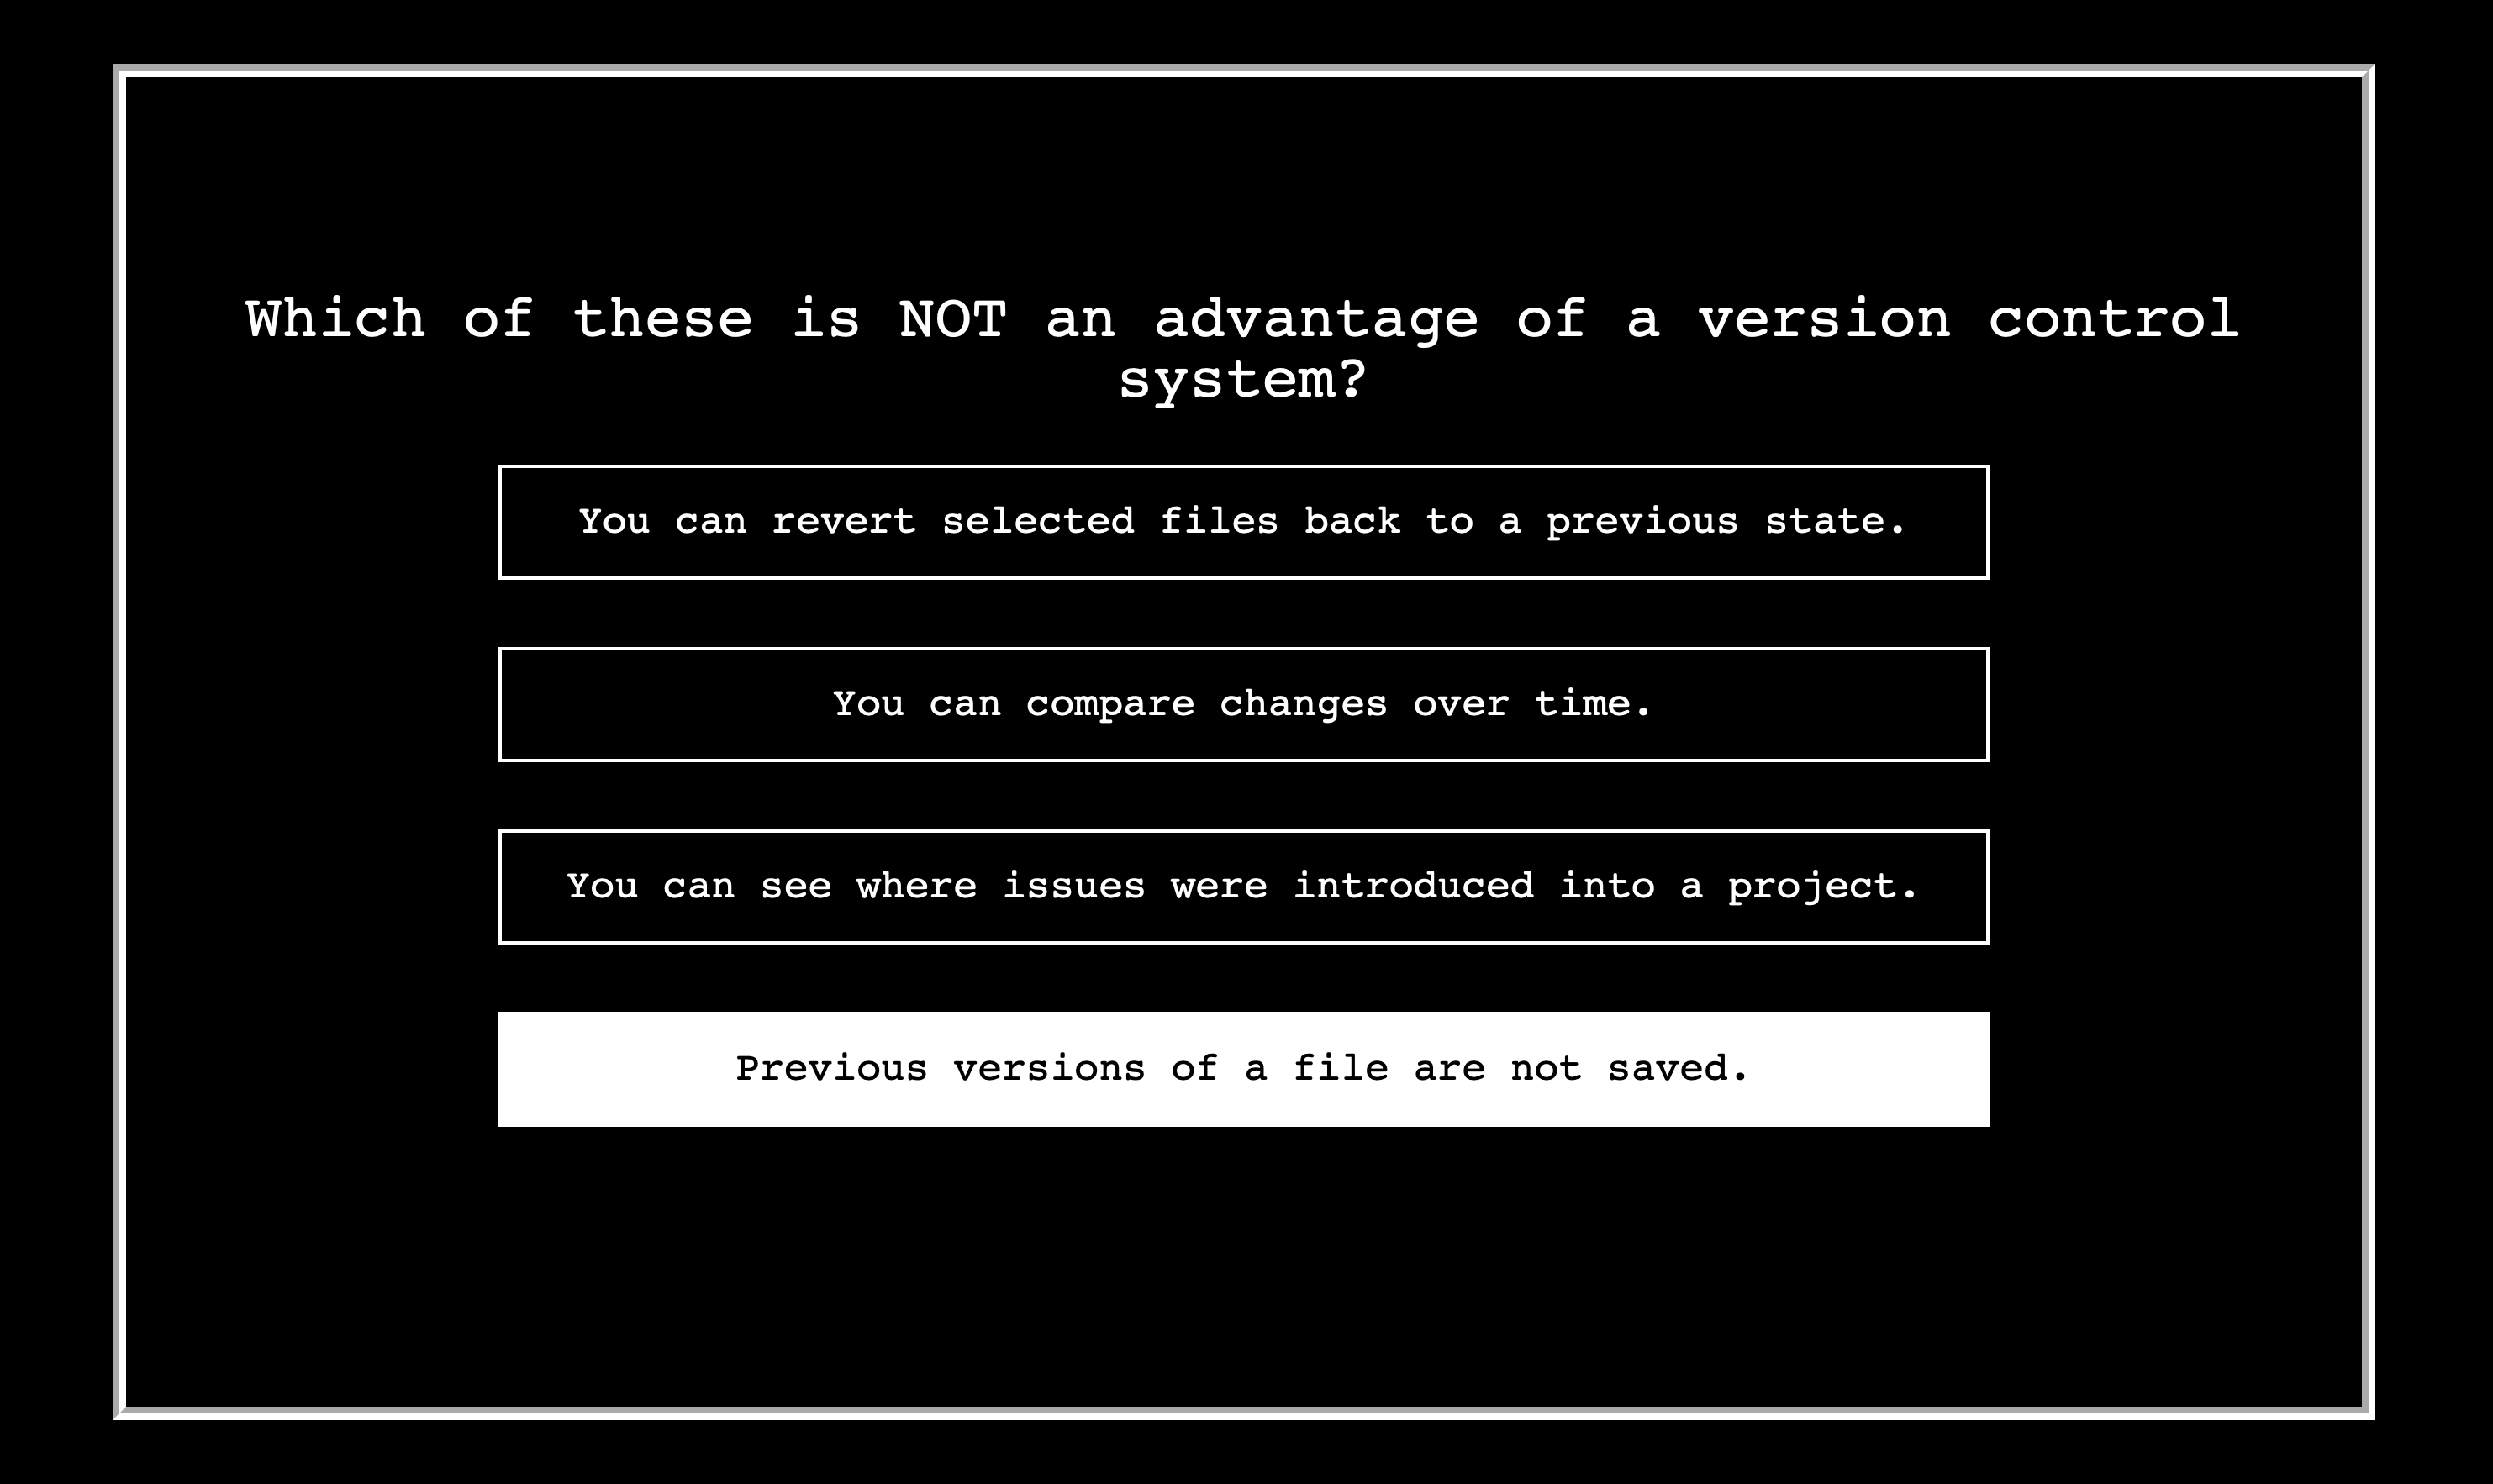 Which of these is NOT an advantage of a version control
system?
You can revert selected files back to a previous state.
You can compare changes over time.
You can see where issues were introduced into a project.
Previous versions of a file are not saved.